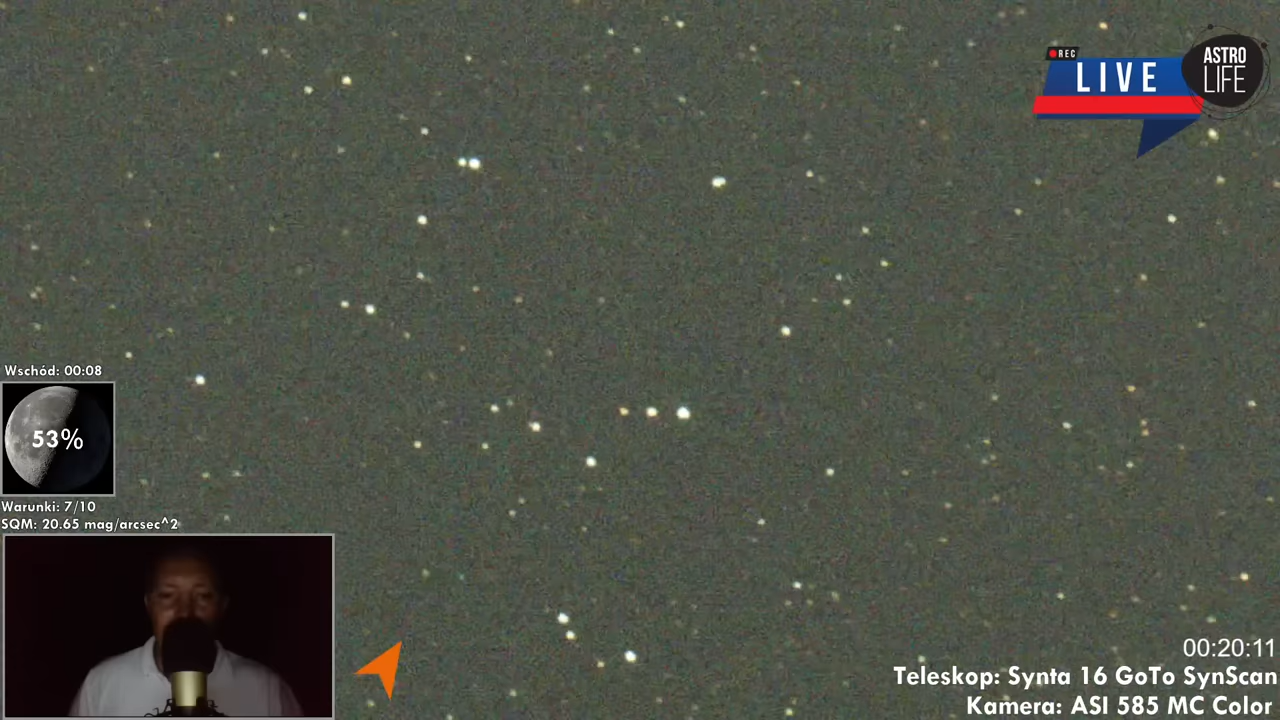 REC
LIVE
ASTRO
LIFE
Wschód: 00:08
53%
Warunki: 7/10
SQM: 20.65 mag/arcsec^2
00:20:11
Teleskop: Synta 16 GoTo SynScan
Kamera: ASI 585 MC Color